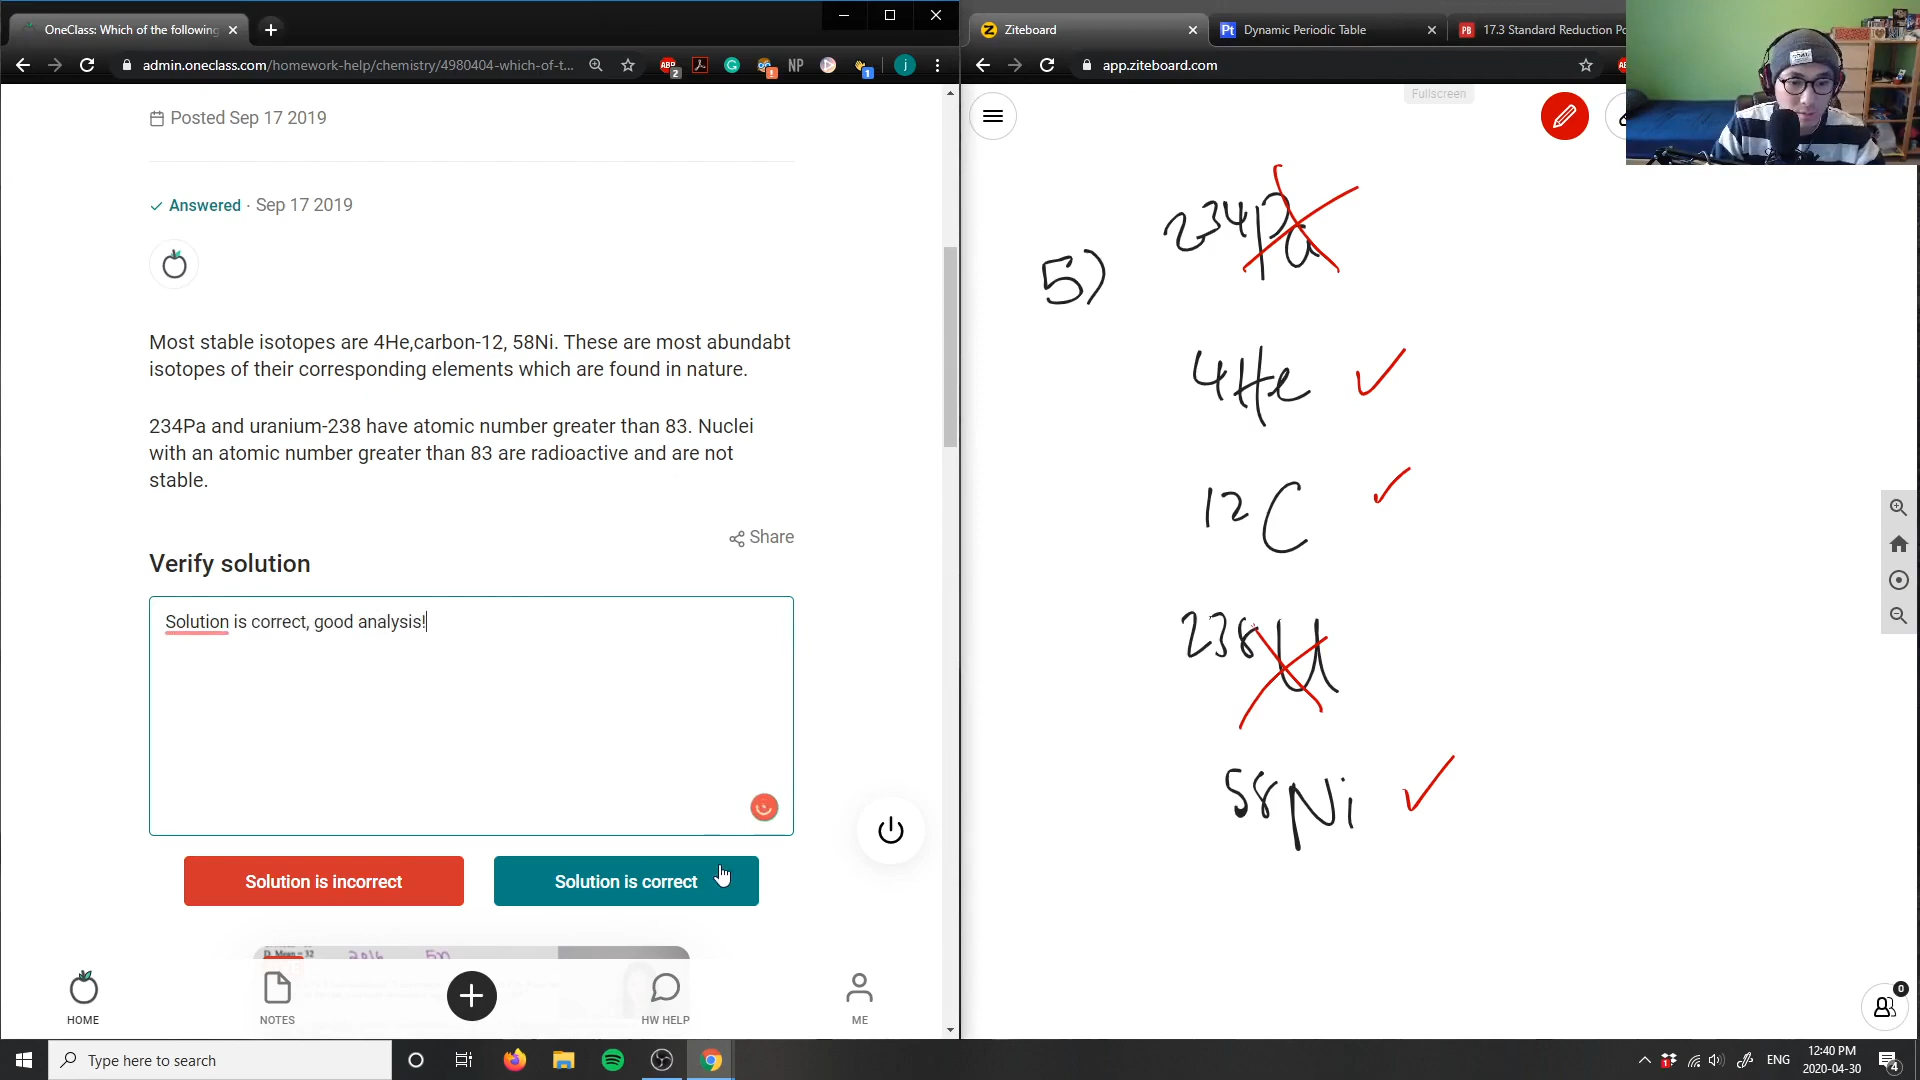 OneClass: Which of the following
admin.oneclass.com/homework-help/chemistry/4980404-which-of-t...
Posted Sep 17 2019
Answered · Sep 17 2019
Most stable isotopes are 4He,carbon-12, 58Ni. These are most abundabt
isotopes of their corresponding elements which are found in nature.
234Pa and uranium-238 have atomic number greater than 83. Nuclei
with an atomic number greater than 83 are radioactive and are not
stable.
Share
Verify solution
Solution is correct, good analysis!
Solution is incorrect
Solution is correct
HOME
NOTES
HW HELP
ME
Ziteboard
Dynamic Periodic Table
17.3 Standard Reduction Po
app.ziteboard.com
Fullscreen
5)
234Pa
4He
12C
238U
58Ni
0
Type here to search
ENG
12:40 PM
2020-04-30
4